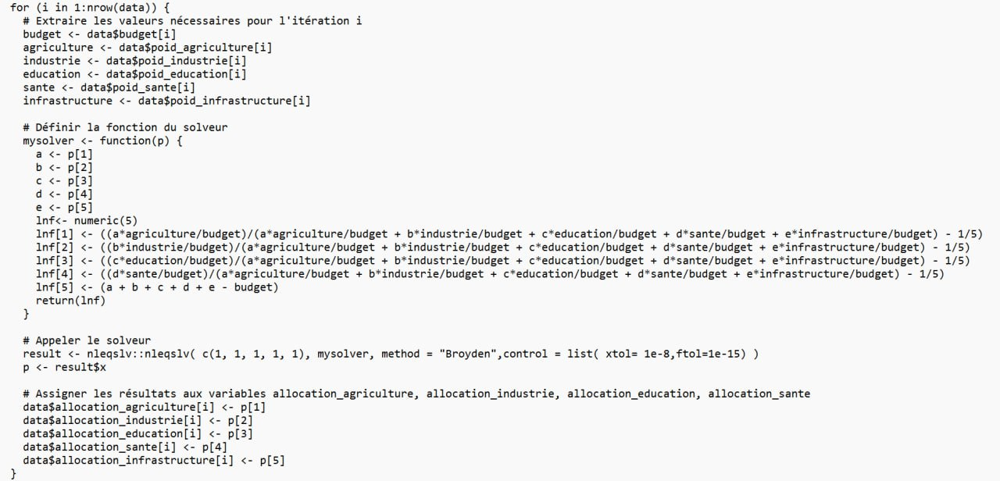 for (i in 1:nrow(data)) {
  # Extraire les valeurs nécessaires pour l'itération i
  budget <- data$budget[i]
  agriculture <- data$poid_agriculture[i]
  industrie <- data$poid_industrie[i]
  education <- data$poid_education[i]
  sante <- data$poid_sante[i]
  infrastructure <- data$poid_infrastructure[i]

  # Définir la fonction du solveur
  mysolver <- function(p) {
    a <- p[1]
    b <- p[2]
    c <- p[3]
    d <- p[4]
    e <- p[5]
    lnf<- numeric(5)
    lnf[1] <- ((a*agriculture/budget)/(a*agriculture/budget + b*industrie/budget + c*education/budget + d*sante/budget + e*infrastructure/budget) - 1/5)
    lnf[2] <- ((b*industrie/budget)/(a*agriculture/budget + b*industrie/budget + c*education/budget + d*sante/budget + e*infrastructure/budget) - 1/5)
    lnf[3] <- ((c*education/budget)/(a*agriculture/budget + b*industrie/budget + c*education/budget + d*sante/budget + e*infrastructure/budget) - 1/5)
    lnf[4] <- ((d*sante/budget)/(a*agriculture/budget + b*industrie/budget + c*education/budget + d*sante/budget + e*infrastructure/budget) - 1/5)
    lnf[5] <- (a + b + c + d + e - budget)
    return(lnf)
  }

  # Appeler le solveur
  result <- nleqslv::nleqslv( c(1, 1, 1, 1, 1), mysolver, method = "Broyden",control = list( xtol= 1e-8,ftol=1e-15) )
  p <- result$x

  # Assigner les résultats aux variables allocation_agriculture, allocation_industrie, allocation_education, allocation_sante
  data$allocation_agriculture[i] <- p[1]
  data$allocation_industrie[i] <- p[2]
  data$allocation_education[i] <- p[3]
  data$allocation_sante[i] <- p[4]
  data$allocation_infrastructure[i] <- p[5]
}